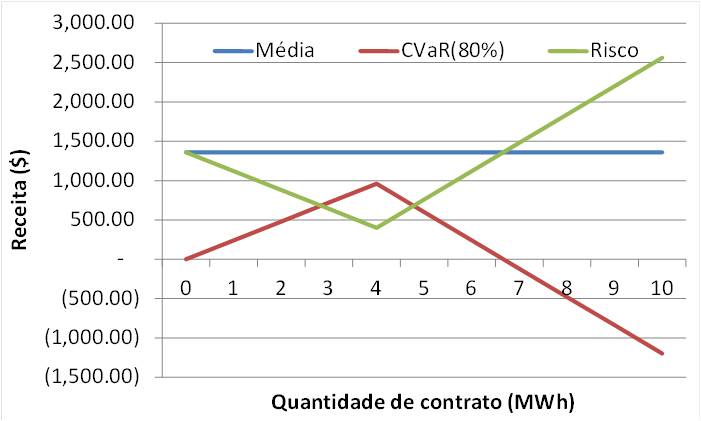 3,000.00
Média CVaR(80%) Risco
2,500.00
2,000.00
1,500.00
1,000.00
500.00
-
0 1 2 3 4 5 6 7 8 9 10
(500.00)
(1,000.00)
(1,500.00)
Receita ($)
Quantidade de contrato (MWh)